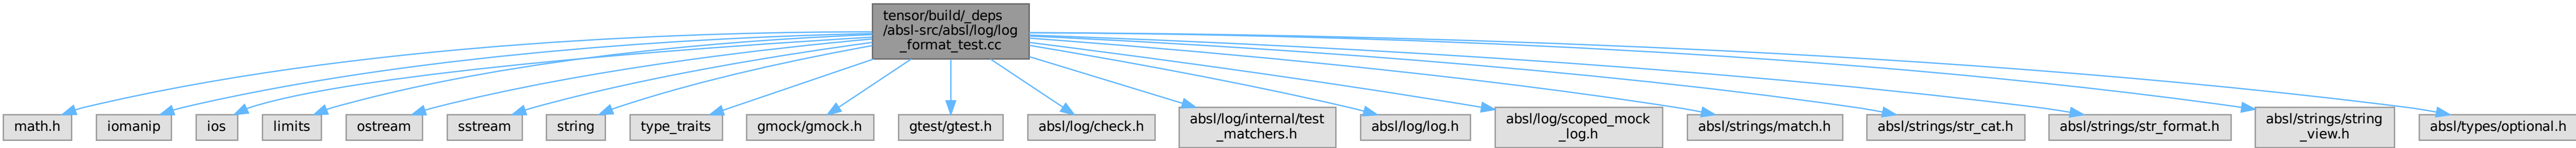 tensor/build/_deps
/absl-src/absl/log/log
_format_test.cc
math.h
iomanip
ios
limits
ostream
sstream
string
type_traits
gmock/gmock.h
gtest/gtest.h
absl/log/check.h
absl/log/internal/test
_matchers.h
absl/log/log.h
absl/log/scoped_mock
_log.h
absl/strings/match.h
absl/strings/str_cat.h
absl/strings/str_format.h
absl/strings/string
_view.h
absl/types/optional.h